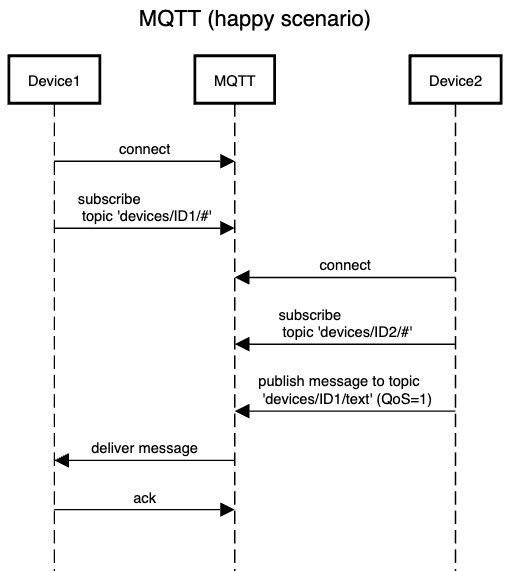 MQTT (happy scenario)
Device1
MQTT
Device2
connect
subscribe
topic 'devices/ID1/#'
connect
subscribe
topic 'devices/ID2/#'
publish message to topic
'devices/ID1/text' (QoS=1)
deliver message
ack